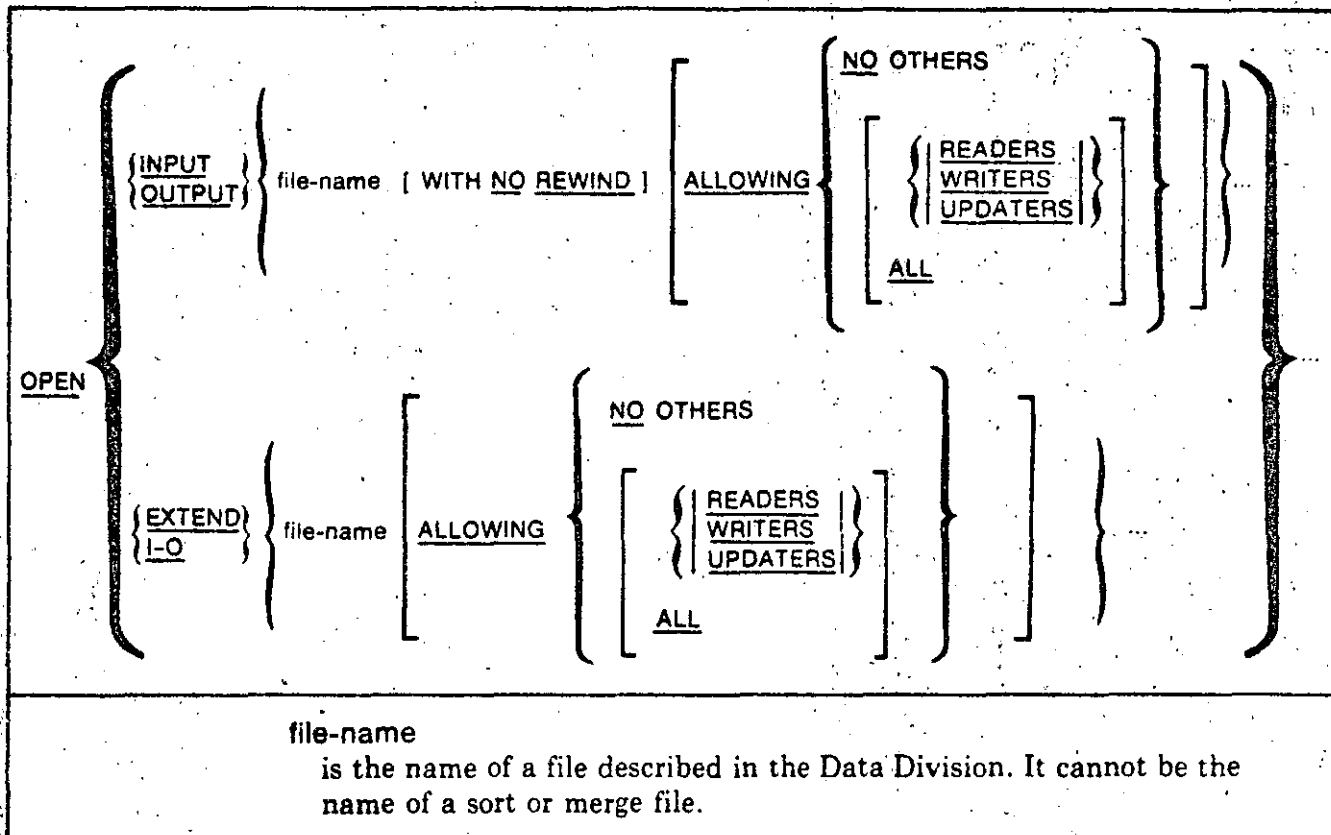 NO OTHERS
INPUT
OUTPUT
file-name [ WITH NO REWIND ]
ALLOWING
READERS
WRITERS
UPDATERS
ALL
...
OPEN
...
NO OTHERS
EXTEND
I-O
file-name
ALLOWING
READERS
WRITERS
UPDATERS
ALL
...
file-name
is the name of a file described in the Data Division. It cannot be the
name of a sort or merge file.